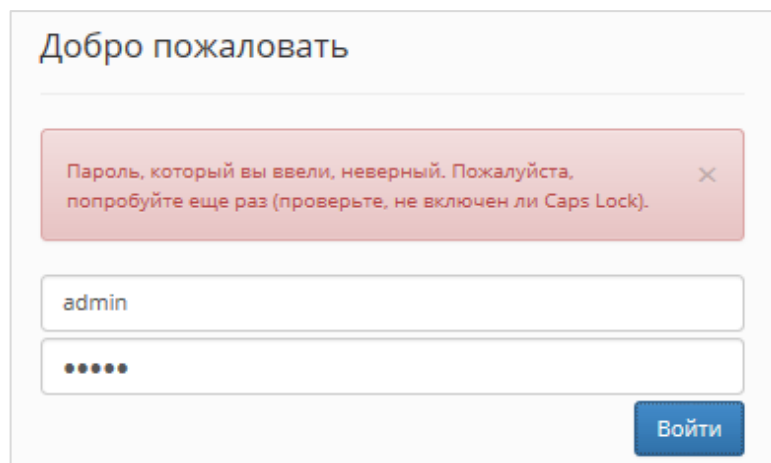 Добро пожаловать
Пароль, который вы ввели, неверный. Пожалуйста,
попробуйте еще раз (проверьте, не включен ли Caps Lock).
×
admin
•••••
Войти